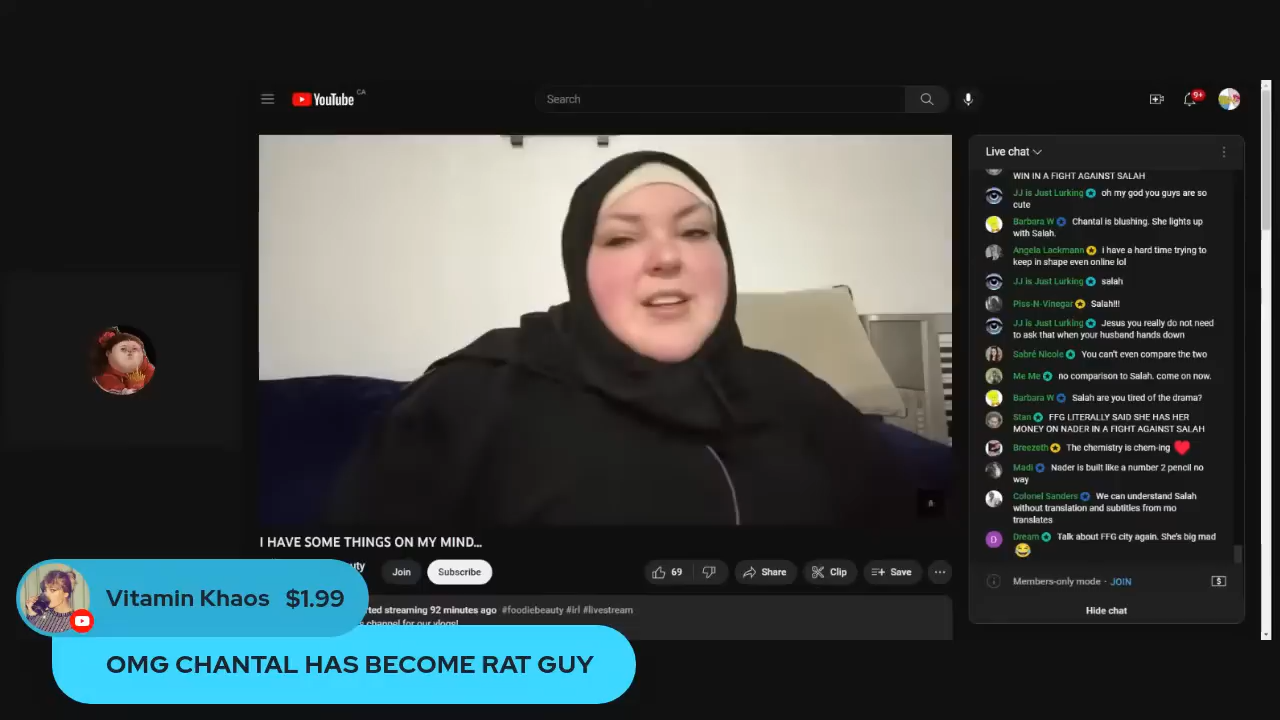 YouTube CA
Search
9+
Live chat
WIN IN A FIGHT AGAINST SALAH
JJ is Just Lurking oh my god you guys are so
cute
Barbara W Chantal is blushing. She lights up
with Salah.
Angela Lackmann i have a hard time trying to
keep in shape even online lol
JJ is Just Lurking salah
Piss-N-Vinegar Salah!!!
JJ is Just Lurking Jesus you really do not need
to ask that when your husband hands down
Sabré Nicole You can't even compare the two
Me Me no comparison to Salah. come on now.
Barbara W Salah are you tired of the drama?
Stan FFG LITERALLY SAID SHE HAS HER
MONEY ON NADER IN A FIGHT AGAINST SALAH
Breezeth The chemistry is chem-ing
Madi Nader is built like a number 2 pencil no
way
Colonel Sanders We can understand Salah
without translation and subtitles from mo
translates
D Dream Talk about FFG city again. She's big mad
Members-only mode - JOIN
$
Hide chat
I HAVE SOME THINGS ON MY MIND...
uty
Join
Subscribe
69
Share
Clip
Save
rted streaming 92 minutes ago #foodiebeauty #irl #livestream
channel for our vlogs!
Vitamin Khaos $1.99
OMG CHANTAL HAS BECOME RAT GUY